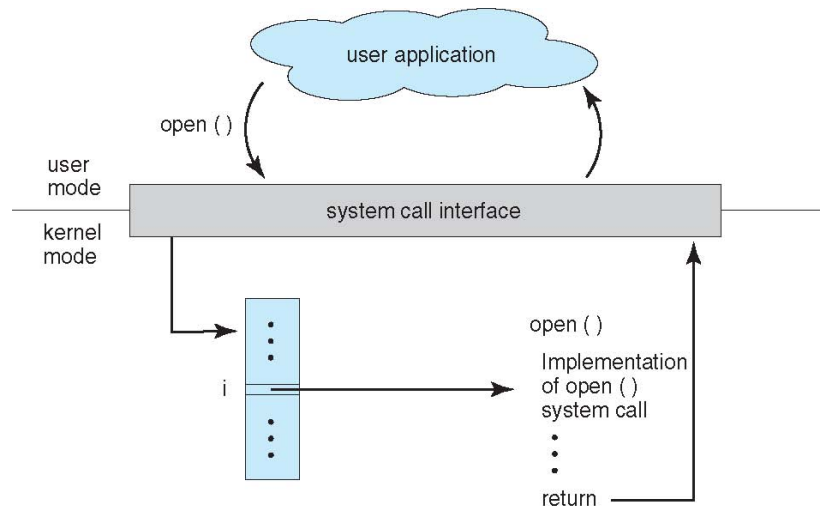 user application
open ( )
user
mode
system call interface
kernel
mode
open ( )
i
Implementation
of open ( )
system call
return